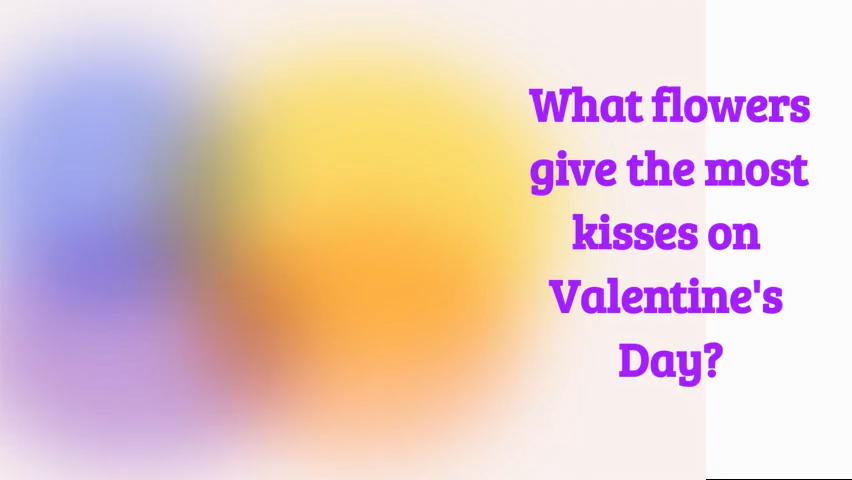 What flowers
give the most
kisses on
Valentine's
Day?